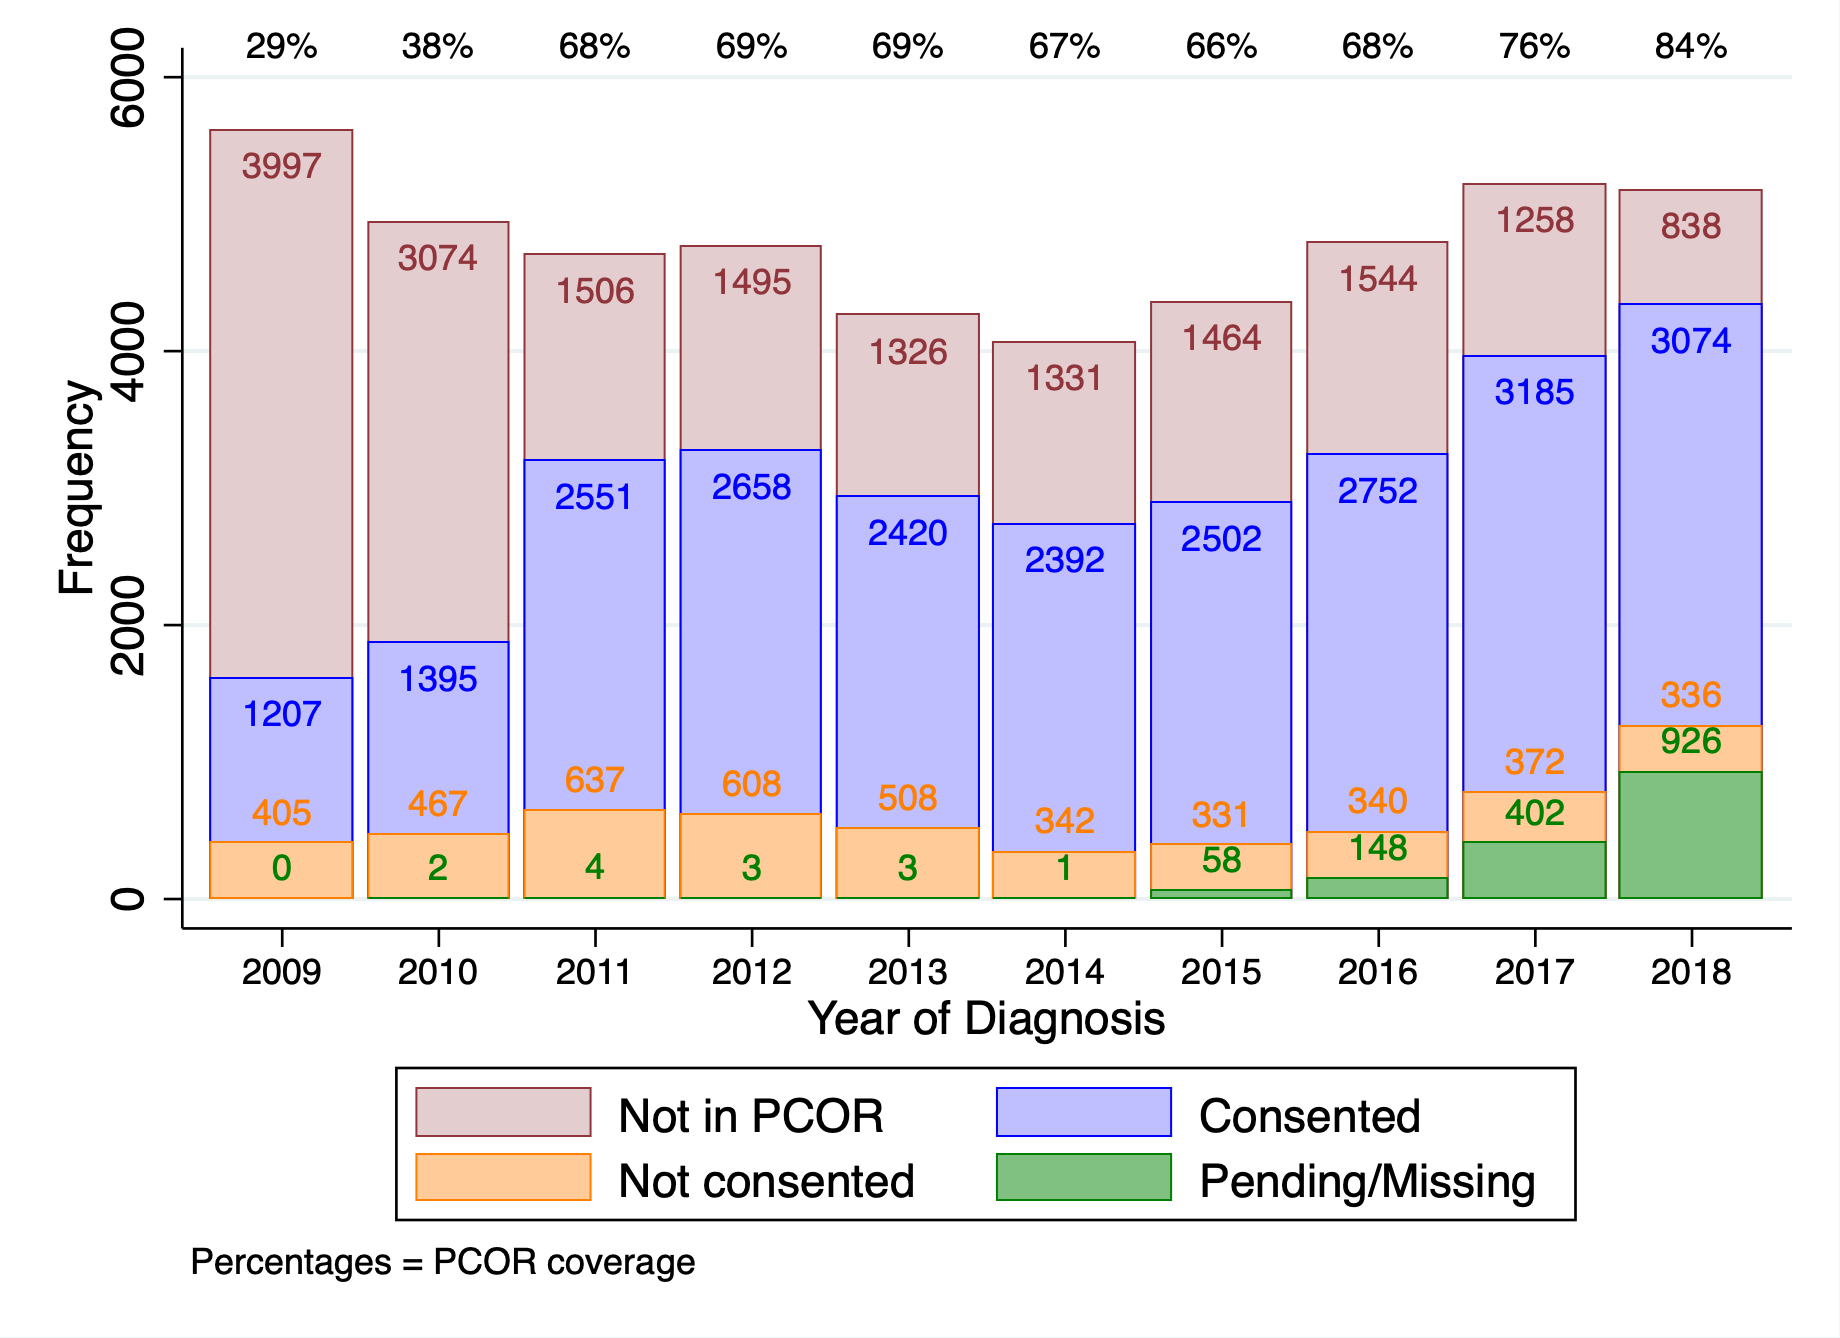 29% 38% 68% 69% 69% 67% 66% 68% 76% 84%
6000
4000
2000
0
Frequency
3997 3074 1506 1495 1326 1331 1464 1544 1258 838
1207 1395 2551 2658 2420 2392 2502 2752 3185 3074
405 467 637 608 508 342 331 340 372 336
0 2 4 3 3 1 58 148 402 926
2009 2010 2011 2012 2013 2014 2015 2016 2017 2018
Year of Diagnosis
Not in PCOR Consented
Not consented Pending/Missing
Percentages = PCOR coverage